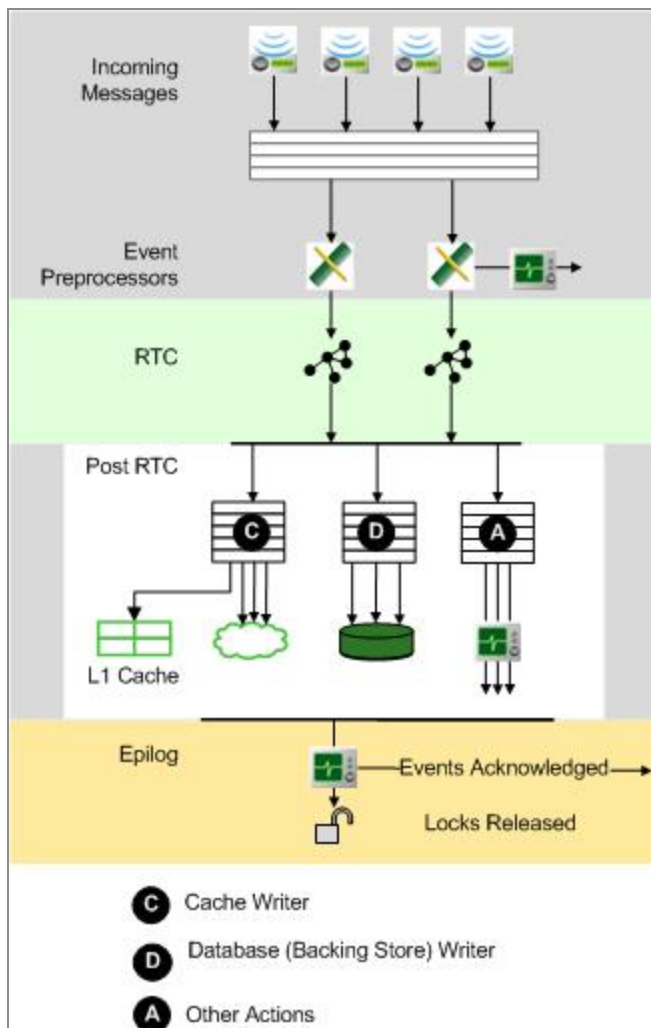 Incoming
Messages
Event
Preprocessors
RTC
Post RTC
C
D
A
L1 Cache
Epilog
Events Acknowledged
Locks Released
C Cache Writer
D Database (Backing Store) Writer
A Other Actions